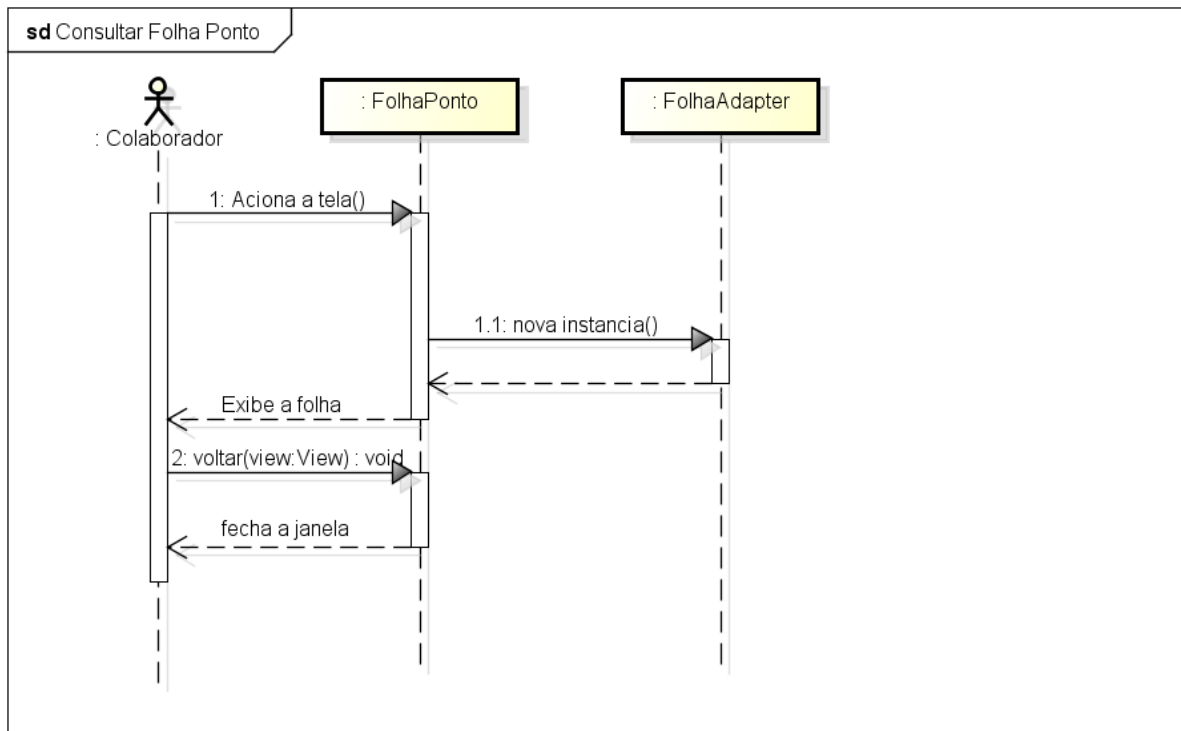 sd Consultar Folha Ponto
: Colaborador
: FolhaPonto
: FolhaAdapter
1: Aciona a tela()
1.1: nova instancia()
Exibe a folha
2: voltar(view:View) : void
fecha a janela